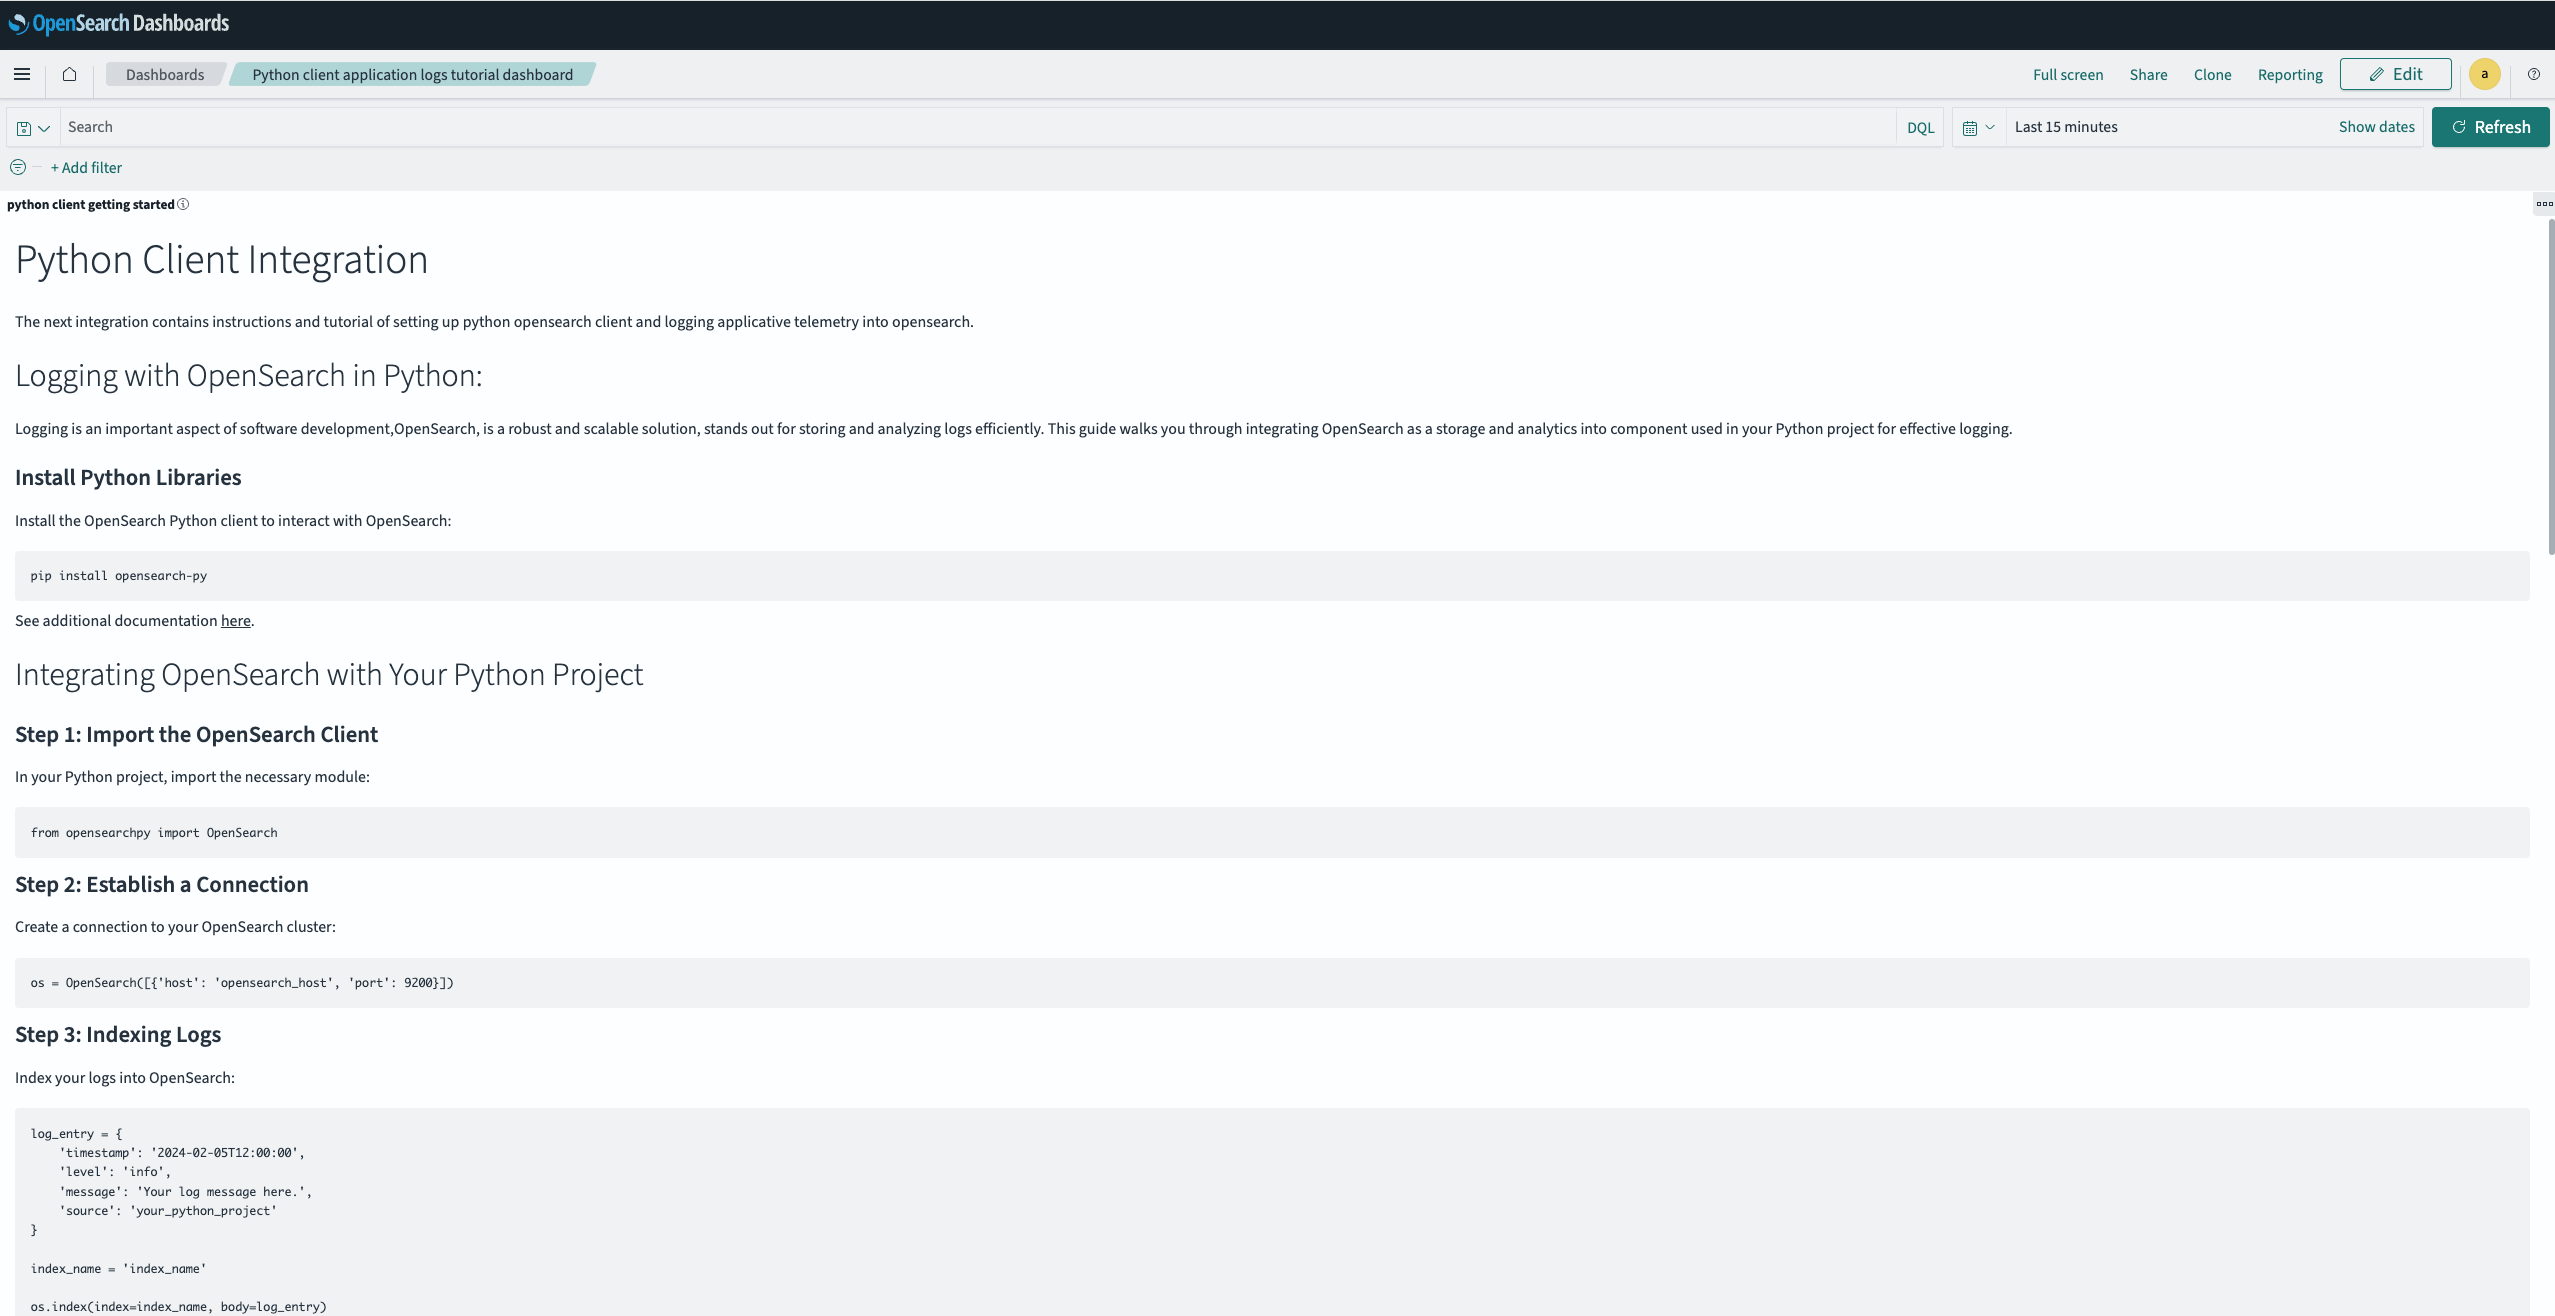 OpenSearch Dashboards
Dashboards
Python client application logs tutorial dashboard
Full screen
Share
Clone
Reporting
Edit
a
Search
DQL
Last 15 minutes
Show dates
Refresh
+ Add filter
python client getting started
Python Client Integration
The next integration contains instructions and tutorial of setting up python opensearch client and logging applicative telemetry into opensearch.
Logging with OpenSearch in Python:
Logging is an important aspect of software development,OpenSearch, is a robust and scalable solution, stands out for storing and analyzing logs efficiently. This guide walks you through integrating OpenSearch as a storage and analytics into component used in your Python project for effective logging.
Install Python Libraries
Install the OpenSearch Python client to interact with OpenSearch:
pip install opensearch-py
See additional documentation here.
Integrating OpenSearch with Your Python Project
Step 1: Import the OpenSearch Client
In your Python project, import the necessary module:
from opensearchpy import OpenSearch
Step 2: Establish a Connection
Create a connection to your OpenSearch cluster:
os = OpenSearch([{'host': 'opensearch_host', 'port': 9200}])
Step 3: Indexing Logs
Index your logs into OpenSearch:
log_entry = {
    'timestamp': '2024-02-05T12:00:00',
    'level': 'info',
    'message': 'Your log message here.',
    'source': 'your_python_project'
}
index_name = 'index_name'
os.index(index=index_name, body=log_entry)